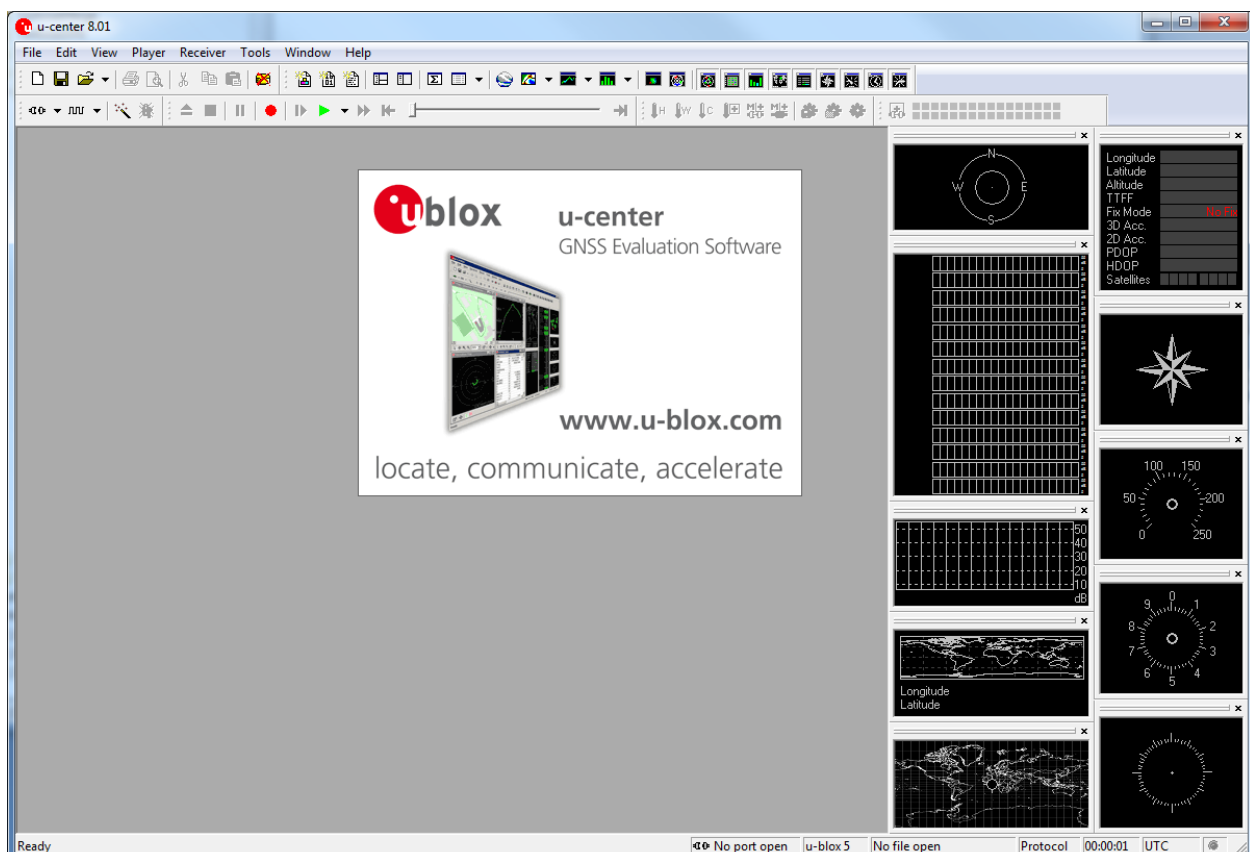 u-center 8.01
File Edit View Player Receiver Tools Window Help
H W C
N
W E
S
Longitude
Latitude
Altitude
TTFF
Fix Mode No Fix
3D Acc.
2D Acc.
PDOP
HDOP
Satellites
ublox
u-center
GNSS Evaluation Software
www.u-blox.com
locate, communicate, accelerate
100 150
50 200
0 250
50
40
30
20
10
dB
0
9 1
8 2
7 3
6 4
5
Longitude
Latitude
Ready No port open u-blox 5 No file open Protocol 00:00:01 UTC